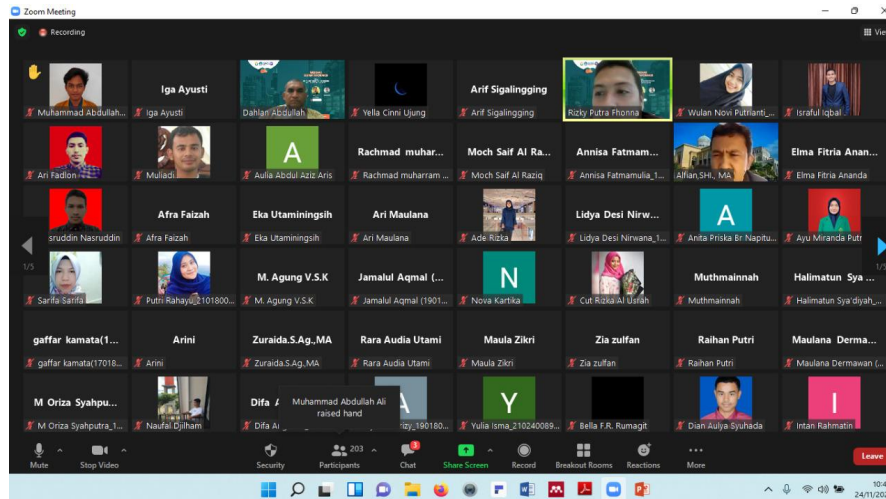 Zoom Meeting
Recording
View
Iga Ayusti
Arif Sigalingging
Muhammad Abdullah...
Iga Ayusti
Dahlan Abdullah
Yella Cinni Ujung
Arif Sigalingging
Rizky Putra Fhonna
Wulan Novi Putrianti_...
Israful Iqbal
A
Rachmad muhar...
Moch Saif Al Ra...
Annisa Fatmam...
Elma Fitria Anan...
Ari Fadlon
Muliadi
Aulia Abdul Aziz Aris
Rachmad muharram ...
Moch Saif Al Raziq
Annisa Fatmamulia_1...
Alfian,SHI., MA
Elma Fitria Ananda
Afra Faizah
Eka Utaminingsih
Ari Maulana
Lidya Desi Nirw...
A
sruddin Nasruddin
Afra Faizah
Eka Utaminingsih
Ari Maulana
Ade Rizka
Lidya Desi Nirwana_1...
Anita Priska Br Napitu...
Ayu Miranda Putr
1/5
1/5
M. Agung V.S.K
Jamalul Aqmal (...
N
Muthmainnah
Halimatun Sya ...
Sarifa Sarifa
Putri Rahayu_2101800...
M. Agung V.S.K
Jamalul Aqmal (1901...
Nova Kartika
Cut Rizka Al Usrah
Muthmainnah
Halimatun Sya'diyah_...
gaffar kamata(1...
Arini
Zuraida.S.Ag.,MA
Rara Audia Utami
Maula Zikri
Zia zulfan
Raihan Putri
Maulana Derma...
gaffar kamata(17018...
Arini
Zuraida.S.Ag.,MA
Rara Audia Utami
Maula Zikri
Zia zulfan
Raihan Putri
Maulana Dermawan (...
M Oriza Syahpu...
Difa A
Muhammad Abdullah Ali
raised hand
Y
I
M Oriza Syahputra_1...
Naufal Djilham
Difa A
rizy_190180...
Yulia Isma_210240089...
Bella F.R. Rumagit
Dian Aulya Syuhada
Intan Rahmatin
203
3
Mute
Stop Video
Security
Participants
Chat
Share Screen
Record
Breakout Rooms
Reactions
More
Leave
10:4
24/11/202